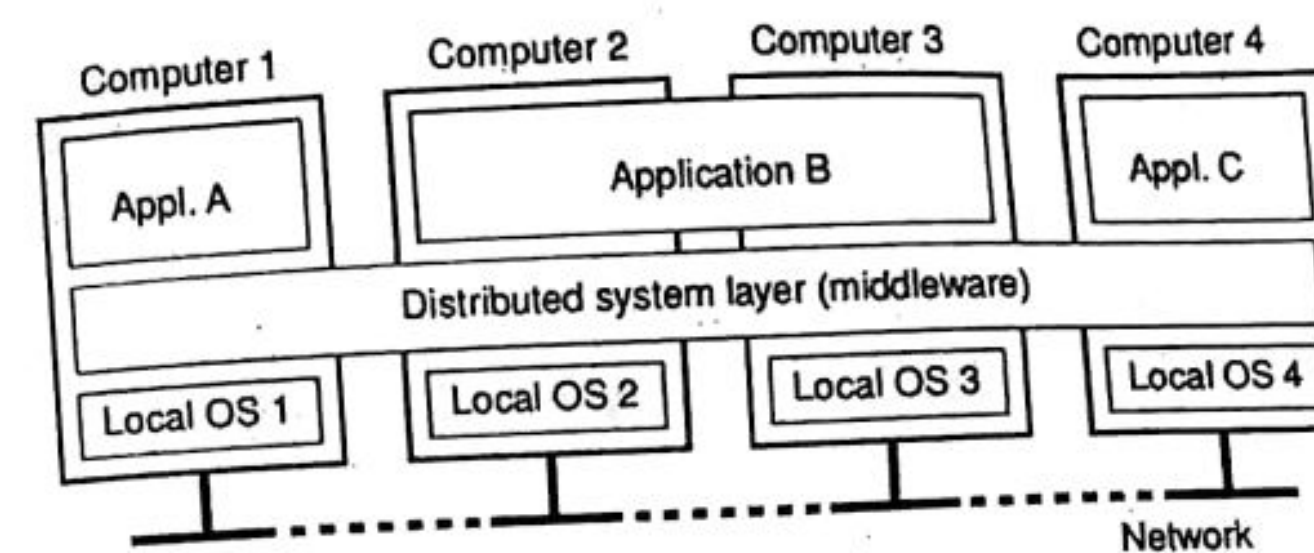 Computer 1
Computer 2
Computer 3
Computer 4
Appl. A
Application B
Appl. C
Distributed system layer (middleware)
Local OS 1
Local OS 2
Local OS 3
Local OS 4
Network